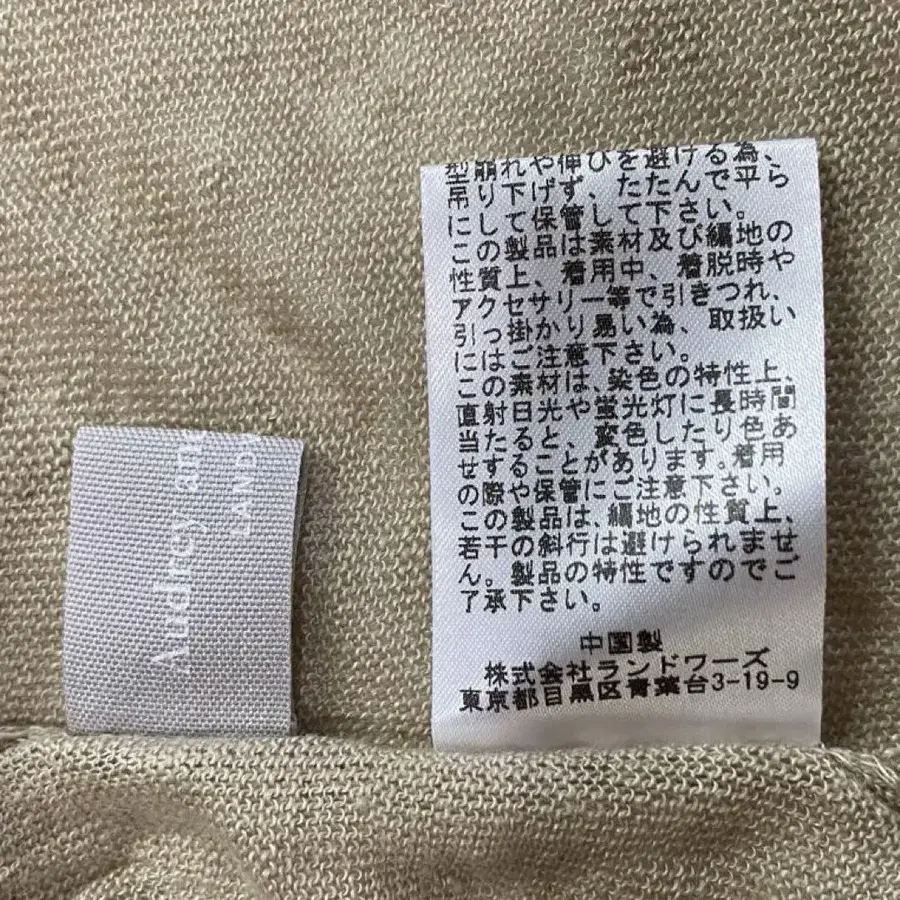 型崩れや伸びを避ける為、
吊り下げず、たたんで平ら
にして保管して下さい。
この製品は素材及び編地の
性質上、着用中、着脱時や
アクセサリー等で引きつれ、
引っ掛かり易い為、取扱い
にはご注意下さい。
この素材は、染色の特性上、
直射日光や蛍光灯に長時間
当たると、変色したり色あ
せすることがあります。着用
の際や保管にご注意下さい。
この製品は、編地の性質上、
若干の斜行は避けられませ
ん。製品の特性ですのでご
了承下さい。
中国製
株式会社ランドワーズ
東京都目黒区青葉台3-19-9
Audrey and
LAND